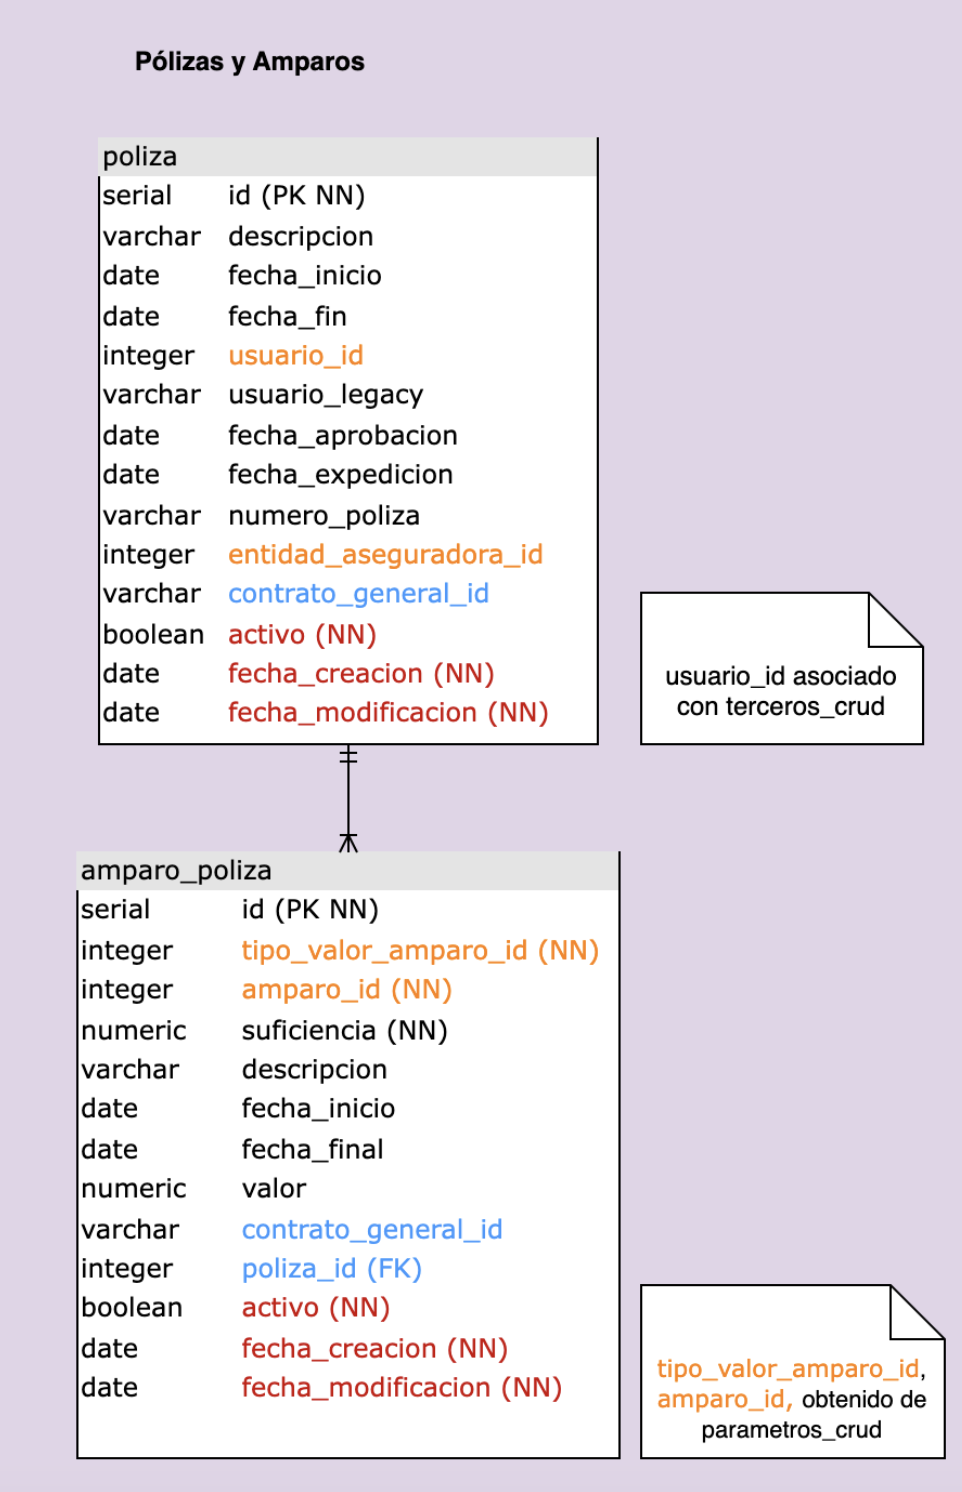 Pólizas y Amparos
poliza
serial id (PK NN)
varchar descripcion
date fecha_inicio
date fecha_fin
integer usuario_id
varchar usuario_legacy
date fecha_aprobacion
date fecha_expedicion
varchar numero_poliza
integer entidad_aseguradora_id
varchar contrato_general_id
boolean activo (NN)
date fecha_creacion (NN)
date fecha_modificacion (NN)
usuario_id asociado
con terceros_crud
amparo_poliza
serial id (PK NN)
integer tipo_valor_amparo_id (NN)
integer amparo_id (NN)
numeric suficiencia (NN)
varchar descripcion
date fecha_inicio
date fecha_final
numeric valor
varchar contrato_general_id
integer poliza_id (FK)
boolean activo (NN)
date fecha_creacion (NN)
date fecha_modificacion (NN)
tipo_valor_amparo_id,
amparo_id, obtenido de
parametros_crud